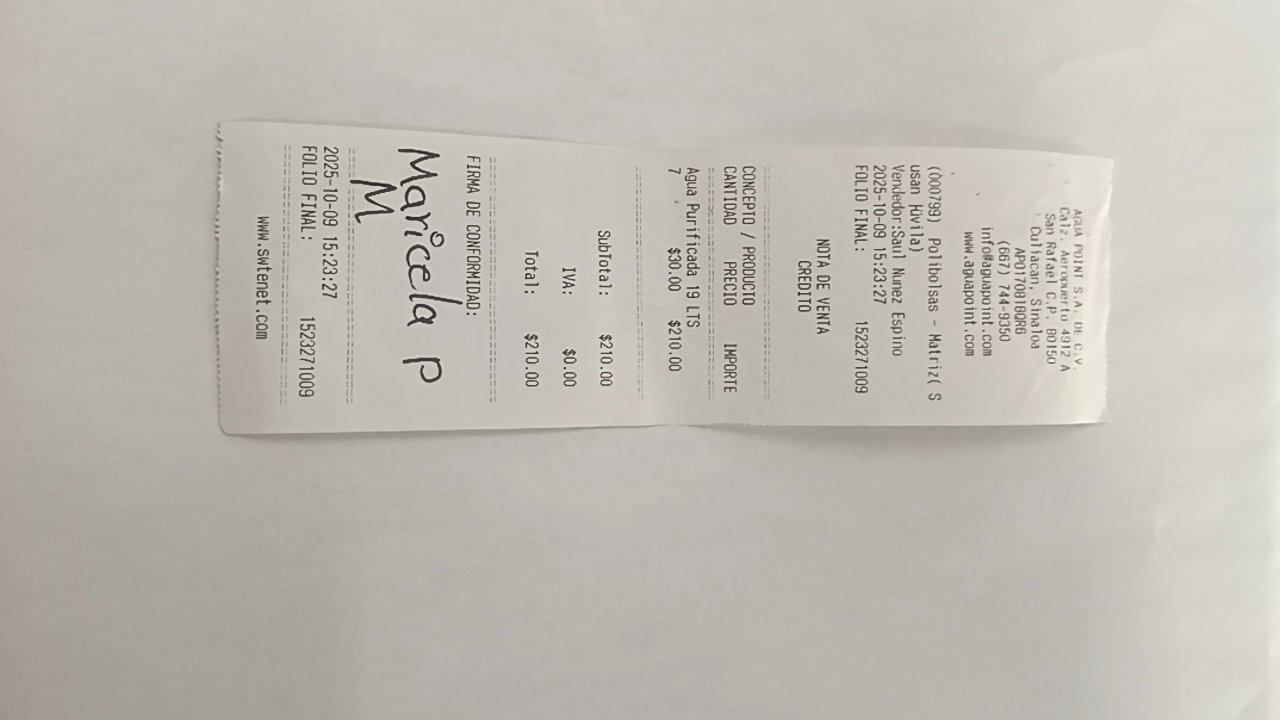 AGUA POINT S.A. DE C.V.
Calz. Aeropuerto 4912 A
San Rafael C.P. 80150
Culiacan, Sinaloa
APO170818QR6
(667) 744-9350
info@aguapoint.com
www.aguapoint.com
(000799) Polibolsas - Matriz( S
usan Hivila)
Vendedor:Saul Nunez Espino
2025-10-09 15:23:27
FOLIO FINAL: 1523271009
NOTA DE VENTA
CREDITO
CONCEPTO / PRODUCTO
CANTIDAD PRECIO IMPORTE
Agua Purificada 19 LTS
7 $30.00 $210.00
SubTotal: $210.00
IVA: $0.00
Total: $210.00
FIRMA DE CONFORMIDAD:
Maricela P
M
2025-10-09 15:23:27
FOLIO FINAL: 1523271009
www.swtenet.com